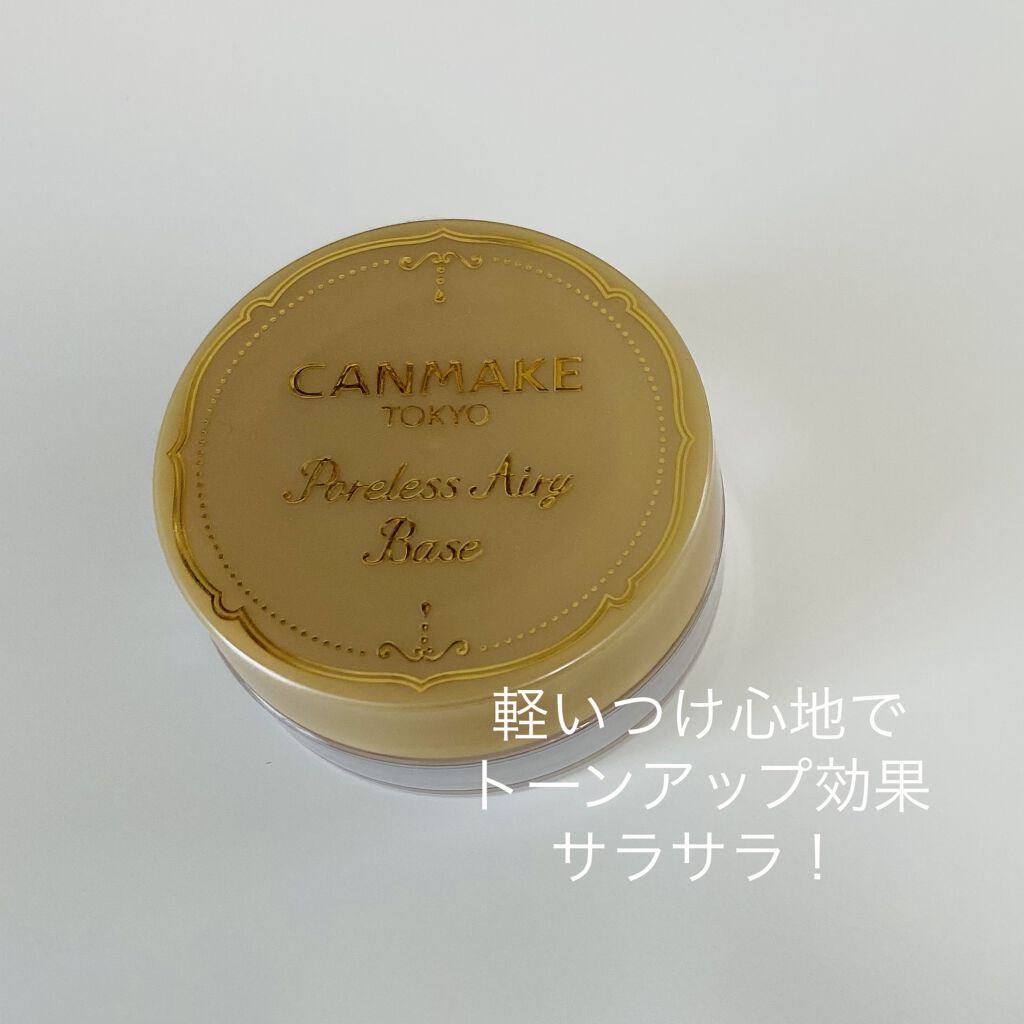 CANMAKE
TOKYO
Poreless Airy
Base
軽いつけ心地で
トーンアップ効果
サラサラ！